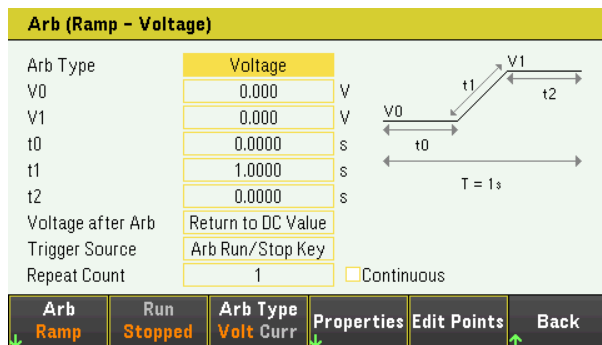 Arb (Ramp – Voltage)
Arb Type Voltage
V0 0.000 V
V1 0.000 V
t0 0.0000 s
t1 1.0000 s
t2 0.0000 s
Voltage after Arb Return to DC Value
Trigger Source Arb Run/Stop Key
Repeat Count 1 Continuous
V1
t1
t2
V0
t0
T = 1s
Arb Ramp
Run Stopped
Arb Type Volt Curr
Properties
Edit Points
Back